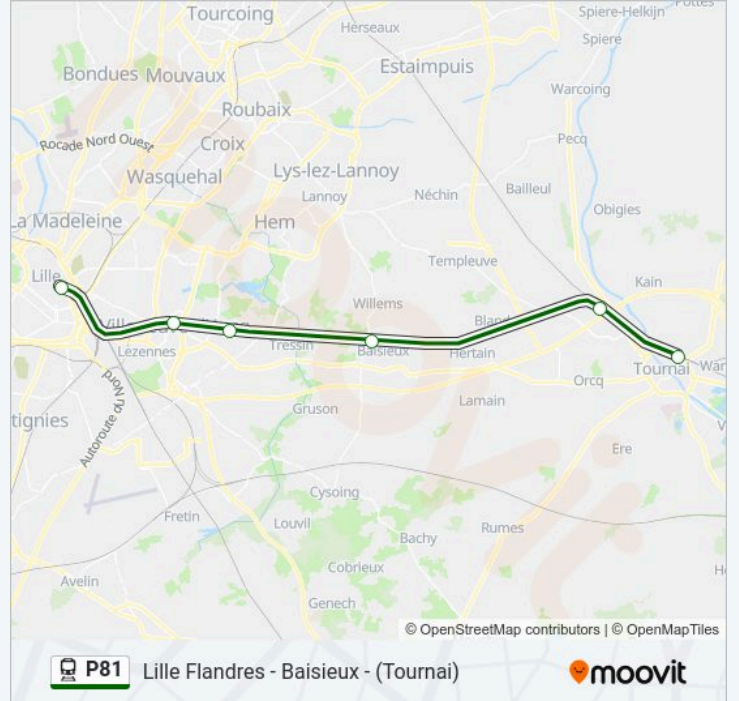 Tourcoing
Spiere-Helkijn
Herseaux
Spiere
Bondues
Mouvaux
Estaimpuis
Warcoing
Roubaix
Rocade Nord Ouest
Croix
Pecq
Wasquehal
Lys-lez-Lannoy
Lannoy
Néchin
Bailleul
La Madeleine
Hem
Obigies
Templeuve
Lille
Kain
Willems
Lezennes
Tressin
Baisieux
Hertain
Tournai
Orcq
Autoroute du Nord
Gruson
Lamain
Ere
Cysoing
Fretin
Louvil
Bachy
Rumes
Cobrieux
Avelin
Genech
© OpenStreetMap contributors | © OpenMapTiles
P81
Lille Flandres - Baisieux - (Tournai)
moovit